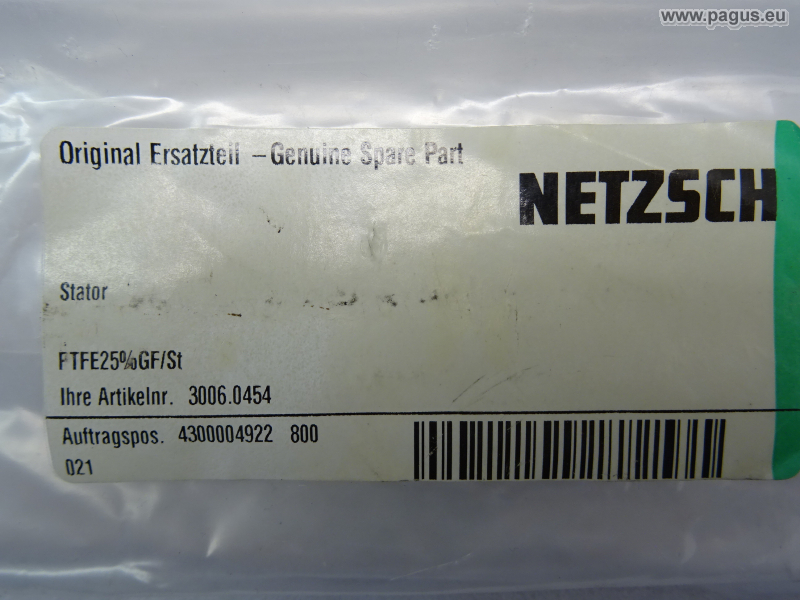 www.pagus.eu
Original Ersatzteil – Genuine Spare Part
NETZSCH
Stator
PTFE25%GF/St
Ihre Artikelnr. 3006.0454
Auftragspos. 4300004922 800
021